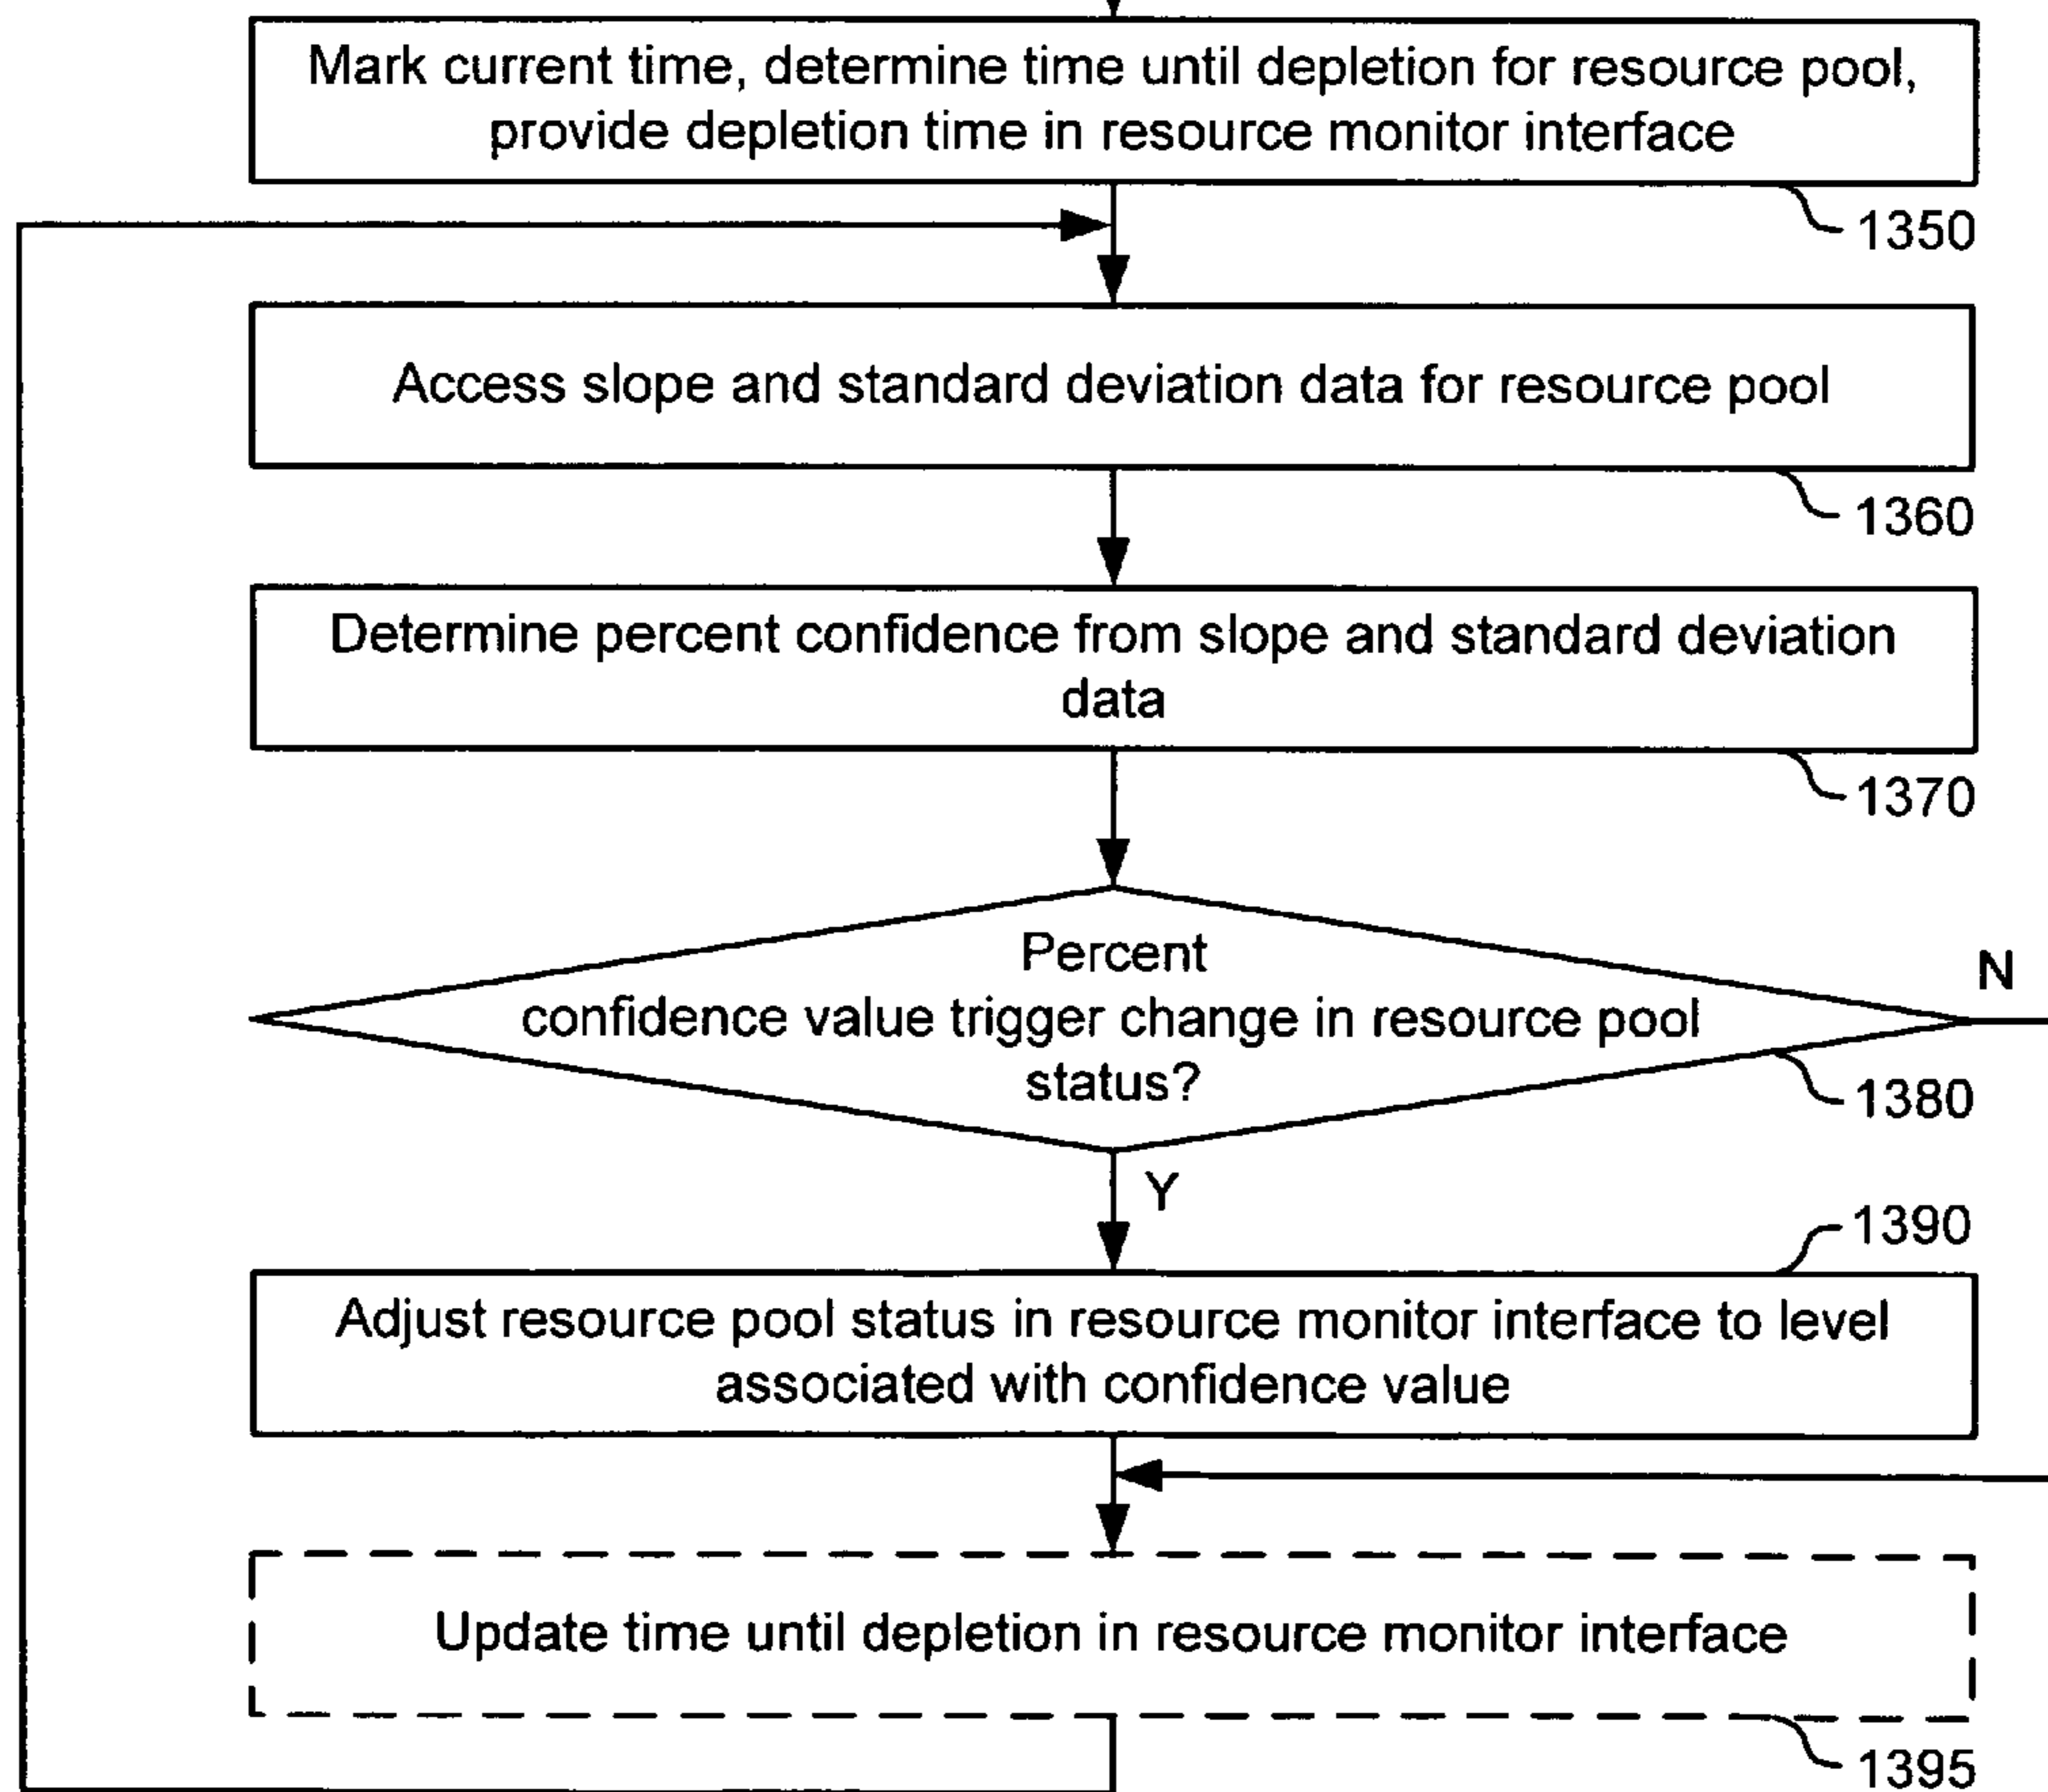 Mark current time, determine time until depletion for resource pool,
provide depletion time in resource monitor interface
1350
Access slope and standard deviation data for resource pool
1360
Determine percent confidence from slope and standard deviation
data
1370
Percent
confidence value trigger change in resource pool
status?
N
1380
Y
1390
Adjust resource pool status in resource monitor interface to level
associated with confidence value
Update time until depletion in resource monitor interface
1395